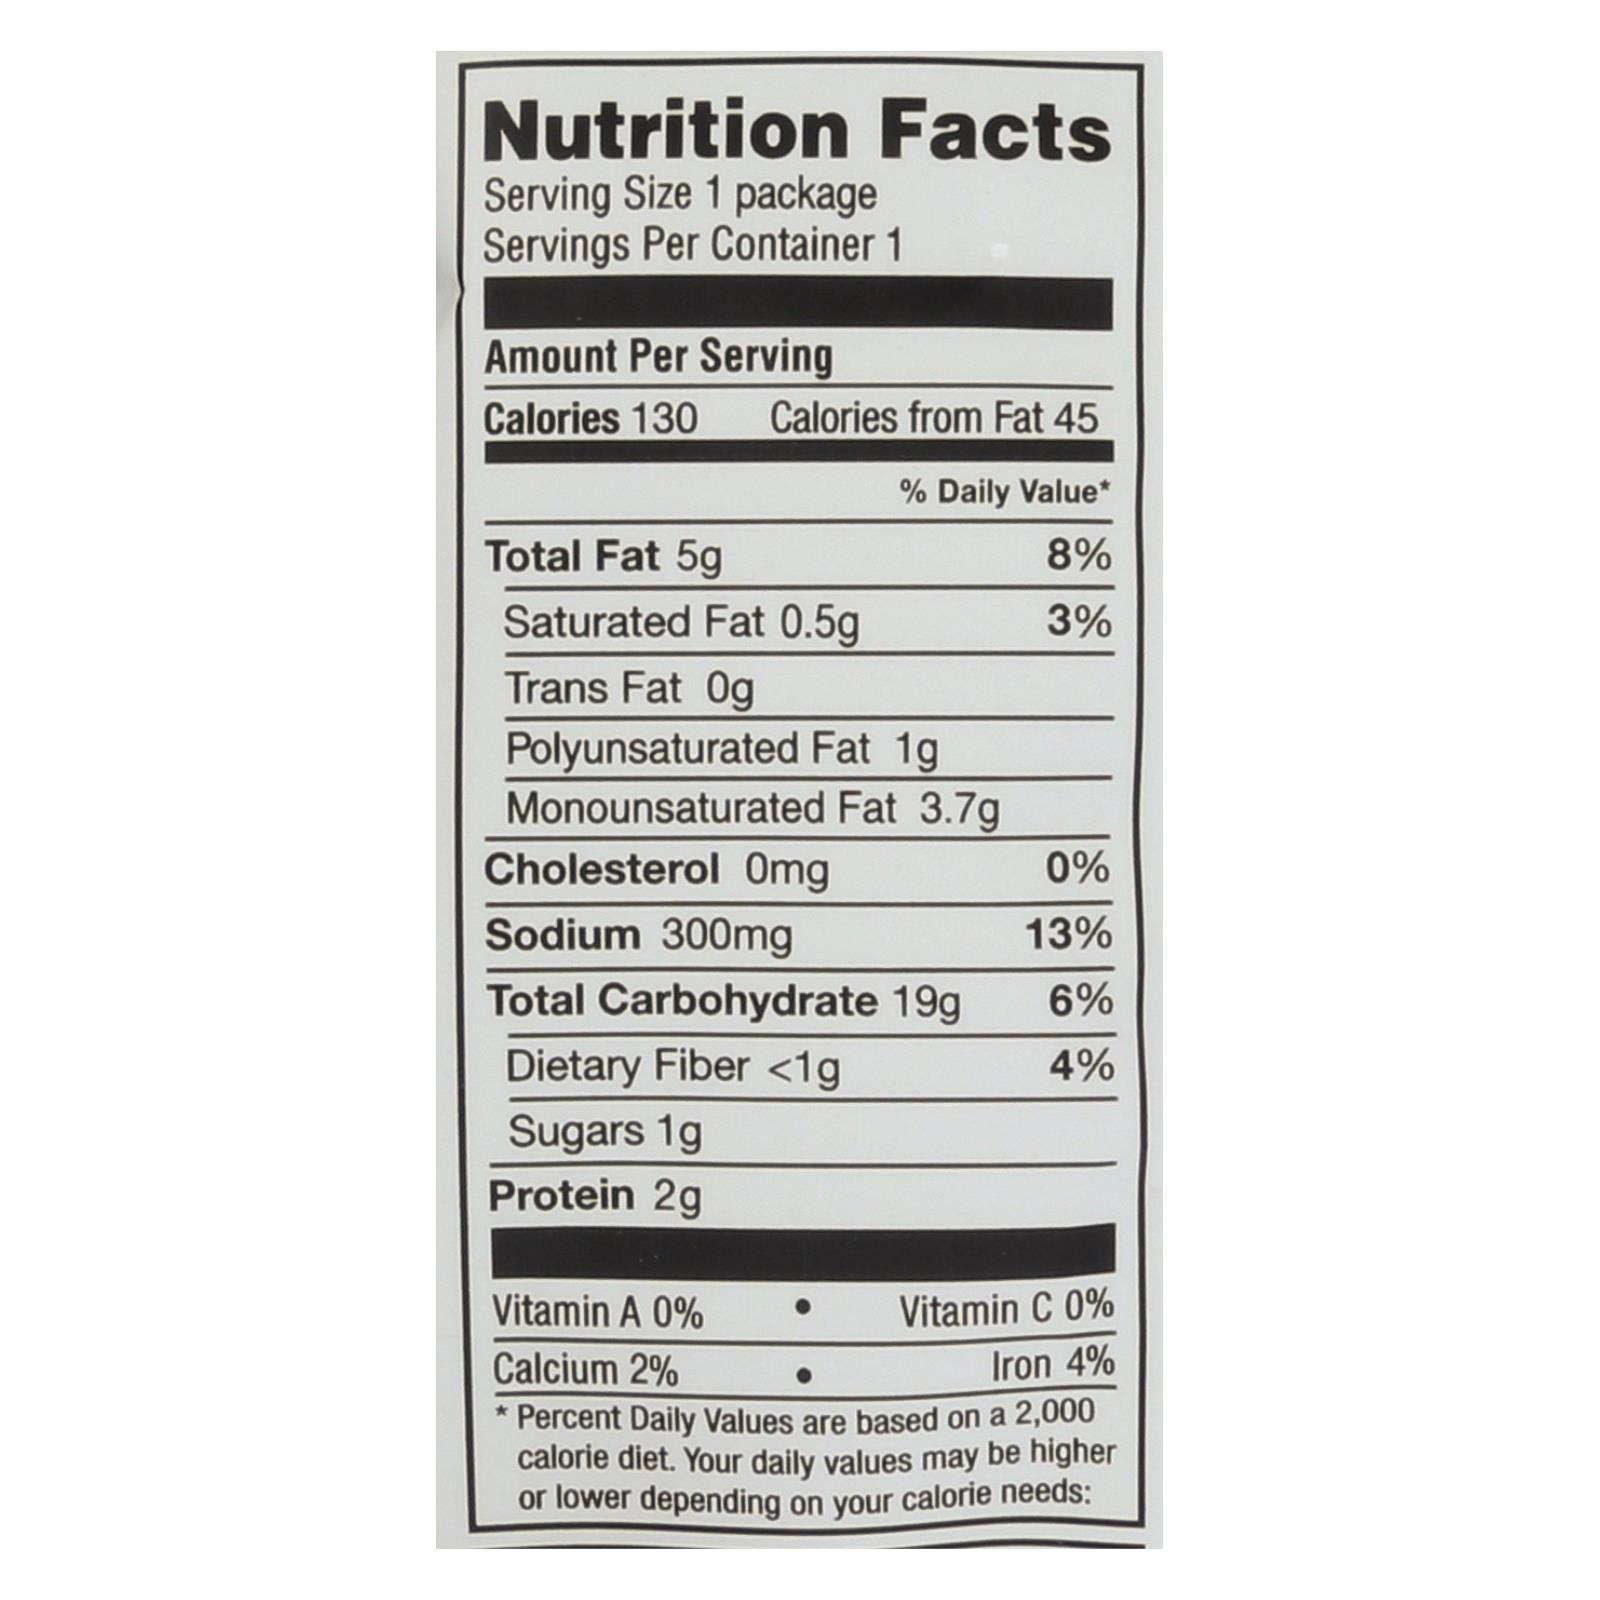 Nutrition Facts
Serving Size 1 package
Servings Per Container 1
Amount Per Serving
Calories 130 Calories from Fat 45
% Daily Value*
Total Fat 5g 8%
Saturated Fat 0.5g 3%
Trans Fat 0g
Polyunsaturated Fat 1g
Monounsaturated Fat 3.7g
Cholesterol 0mg 0%
Sodium 300mg 13%
Total Carbohydrate 19g 6%
Dietary Fiber <1g 4%
Sugars 1g
Protein 2g
Vitamin A 0% • Vitamin C 0%
Calcium 2% • Iron 4%
* Percent Daily Values are based on a 2,000
calorie diet. Your daily values may be higher
or lower depending on your calorie needs: